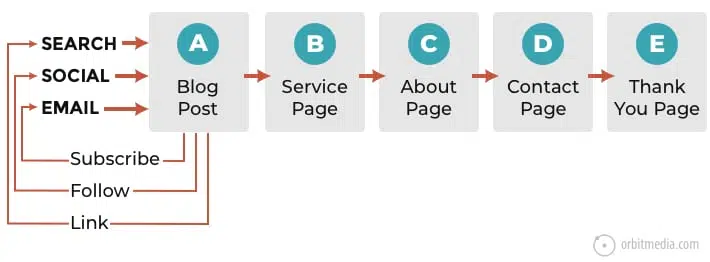 SEARCH
SOCIAL
EMAIL
A
Blog
Post
B
Service
Page
C
About
Page
D
Contact
Page
E
Thank
You Page
Subscribe
Follow
Link
orbitmedia.com